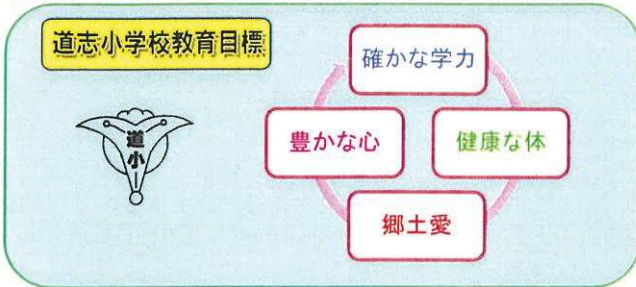 道志小学校教育目標
確かな学力
道小
豊かな心
健康な体
郷土愛